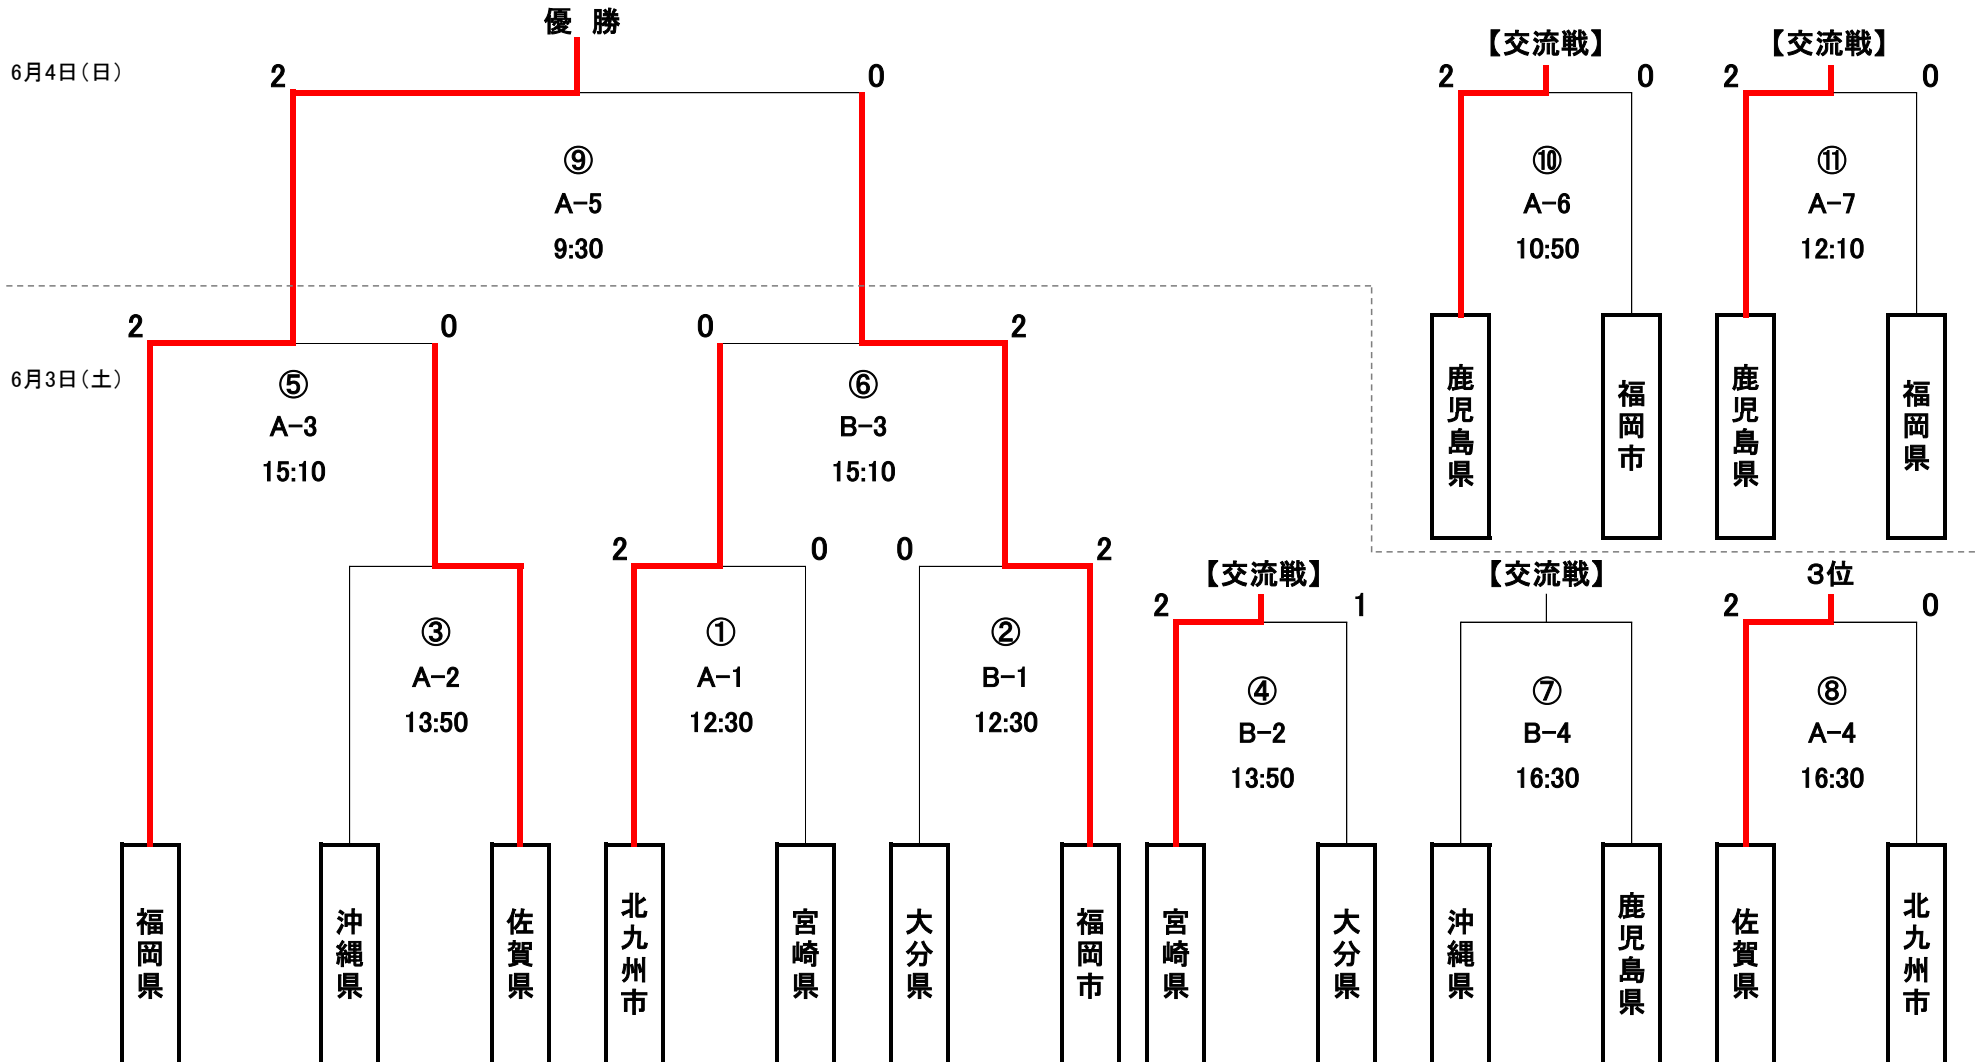 優 勝
6月4日(日)
2
0
⑨
A-5
9:30
【交流戦】
2
0
⑩
A-6
10:50
鹿児島県
福岡市
【交流戦】
2
0
⑪
A-7
12:10
鹿児島県
福岡県
6月3日(土)
2
0
⑤
A-3
15:10
0
2
⑥
B-3
15:10
③
A-2
13:50
2
0
①
A-1
12:30
0
2
②
B-1
12:30
【交流戦】
2
1
④
B-2
13:50
【交流戦】
⑦
B-4
16:30
3位
2
0
⑧
A-4
16:30
福岡県
沖縄県
佐賀県
北九州市
宮崎県
大分県
福岡市
宮崎県
大分県
沖縄県
鹿児島県
佐賀県
北九州市